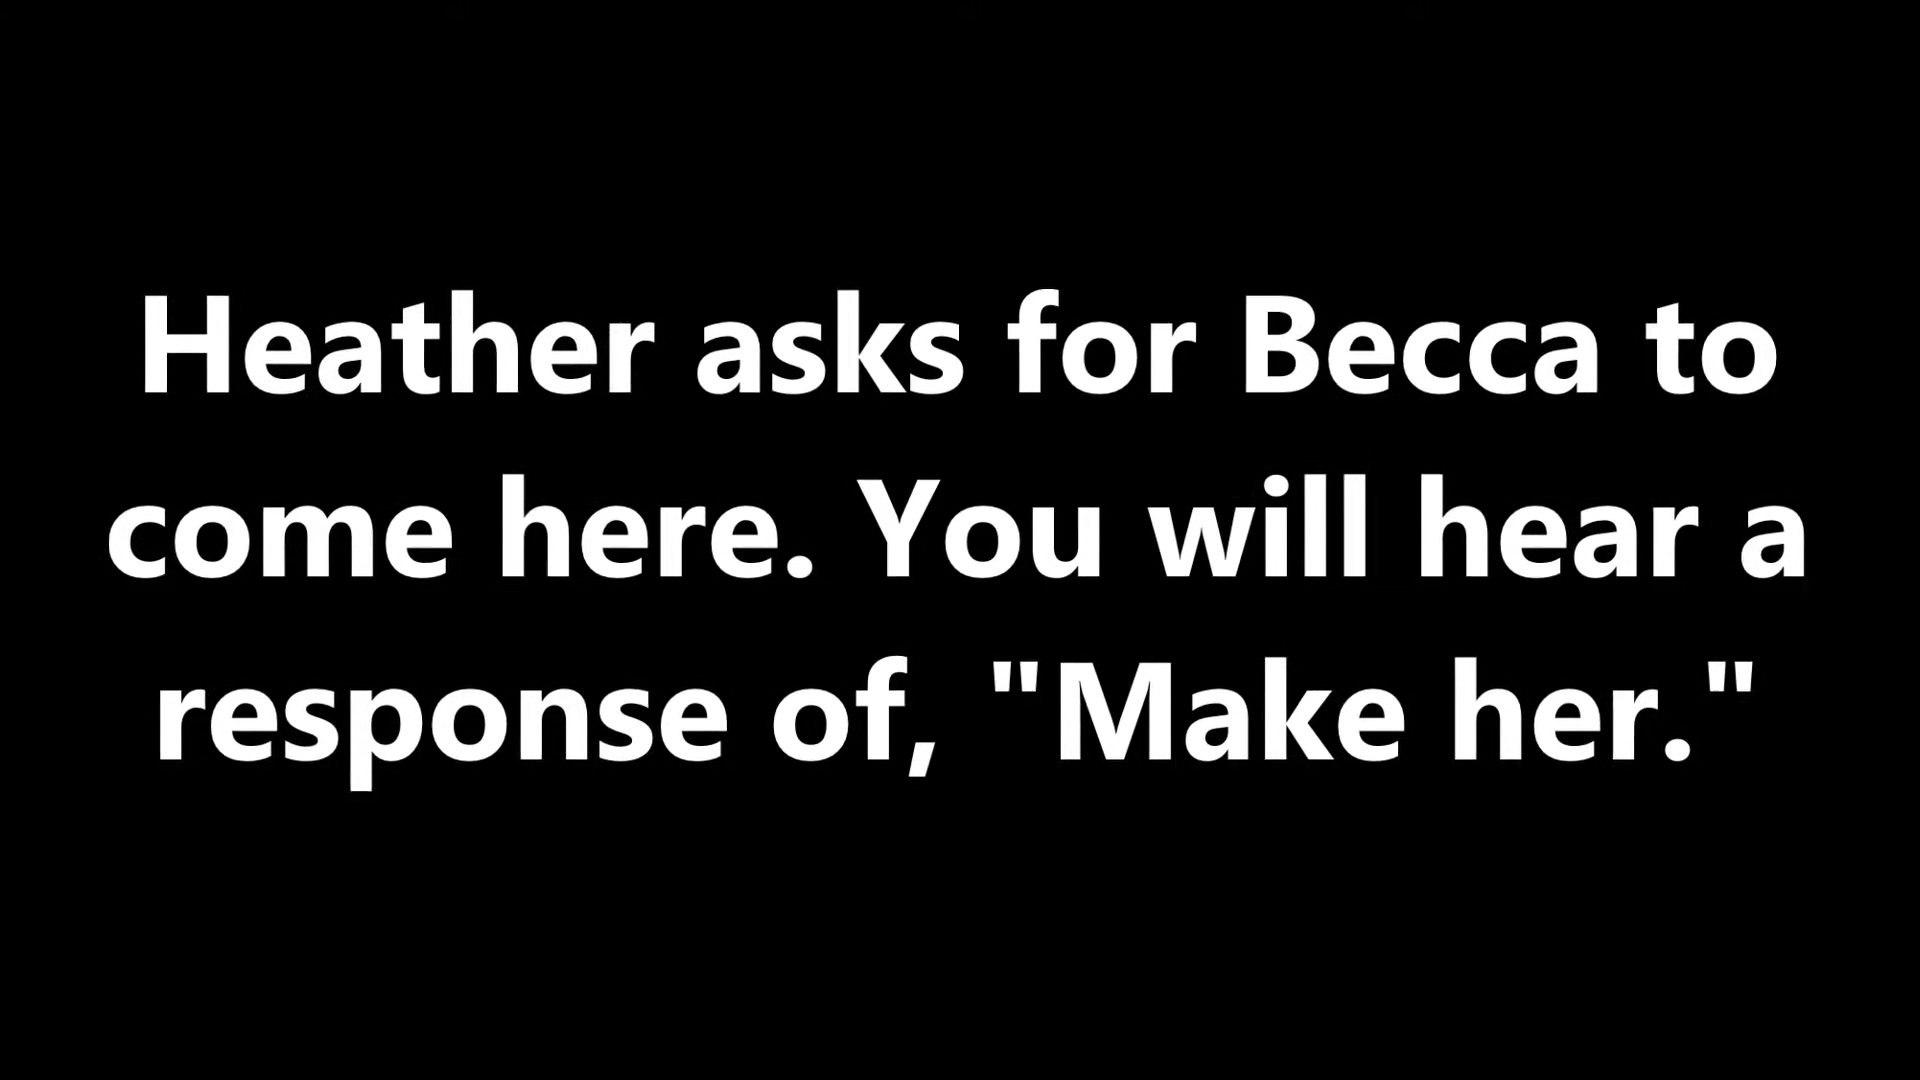 Heather asks for Becca to
come here. You will hear a
response of, "Make her."